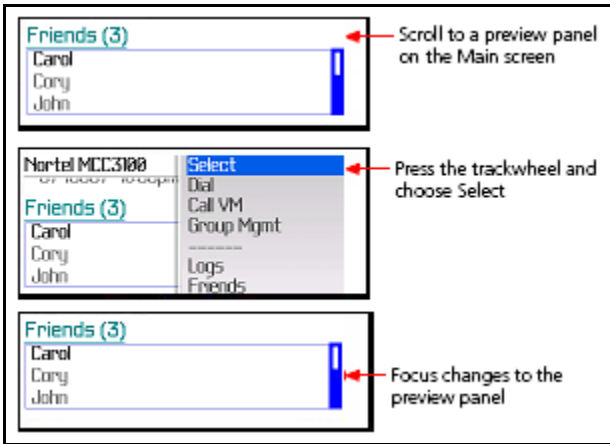 Friends (3)
Carol
Cory
John
Scroll to a preview panel
on the Main screen
Nortel MCC3100
Friends (3)
Carol
Cory
John
Select
Dial
Call VM
Group Mgmt
------
Logs
Friends
Press the trackwheel and
choose Select
Friends (3)
Carol
Cory
John
Focus changes to the
preview panel